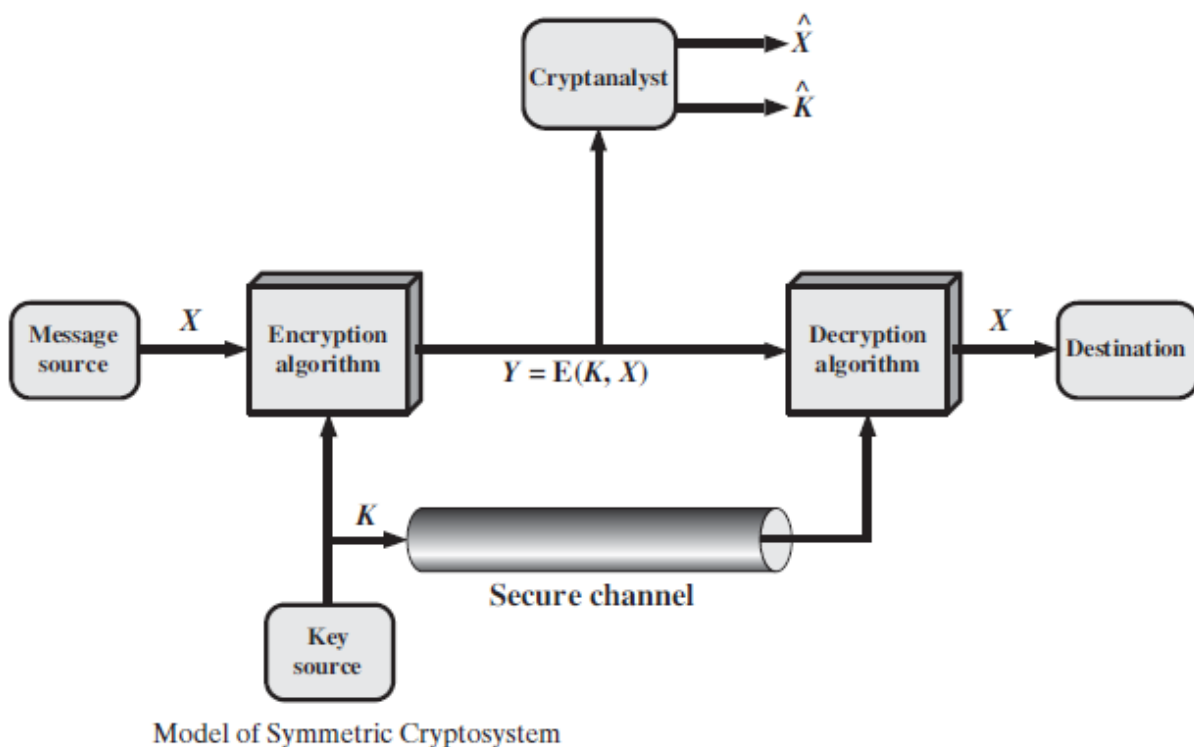 X̂
Cryptanalyst
K̂
Message
source
X
Encryption
algorithm
Y = E(K, X)
Decryption
algorithm
X
Destination
K
Secure channel
Key
source
Model of Symmetric Cryptosystem